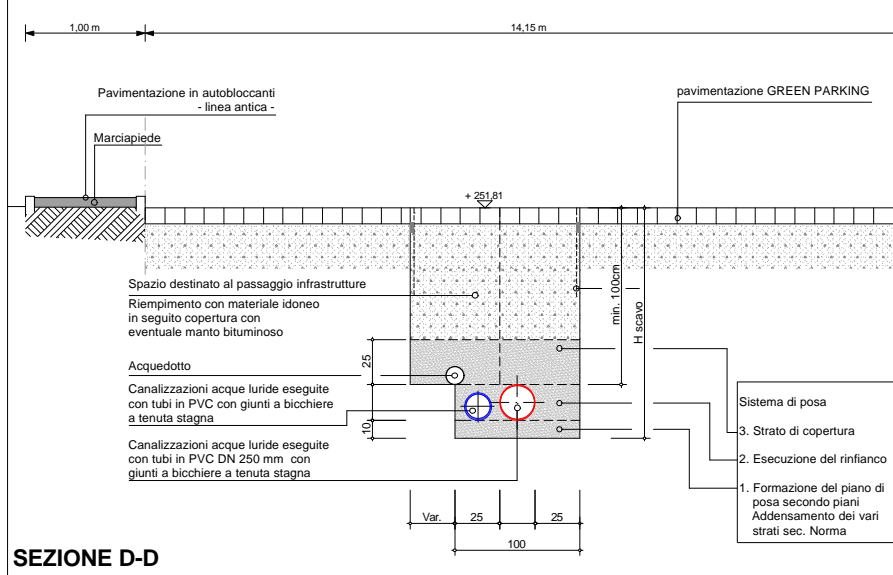 1,00 m
14,15 m
Pavimentazione in autobloccanti
- linea antica -
Marciapiede
pavimentazione GREEN PARKING
+ 251,81
Spazio destinato al passaggio infrastrutture
Riempimento con materiale idoneo
in seguito copertura con
eventuale manto bituminoso
min. 100cm
H scavo
Acquedotto
25
Canalizzazioni acque luride eseguite
con tubi in PVC con giunti a bicchiere
a tenuta stagna
10
Canalizzazioni acque luride eseguite
con tubi in PVC DN 250 mm con
giunti a bicchiere a tenuta stagna
Sistema di posa
3. Strato di copertura
2. Esecuzione del rinfianco
1. Formazione del piano di
posa secondo piani
Addensamento dei vari
strati sec. Norma
Var.
25
25
100
SEZIONE D-D